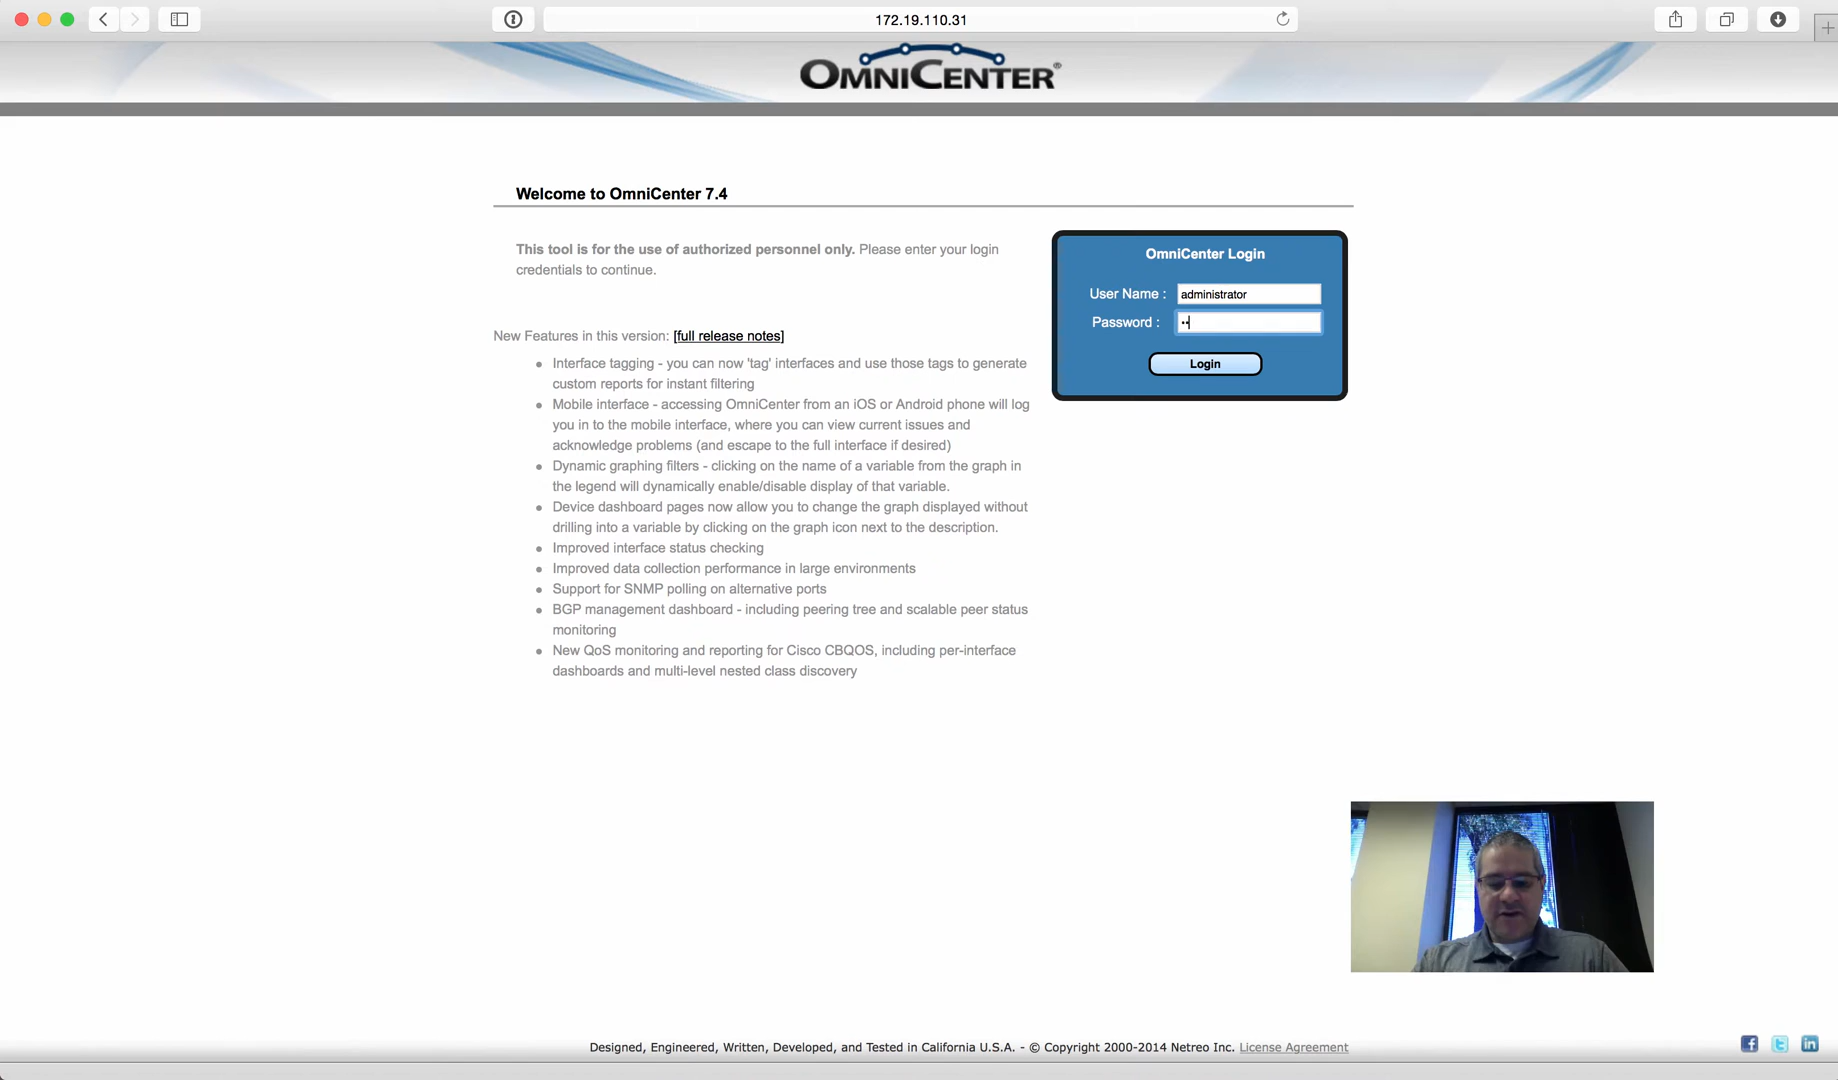 172.19.110.31
OMNICENTER®
Welcome to OmniCenter 7.4
This tool is for the use of authorized personnel only. Please enter your login
credentials to continue.
OmniCenter Login
User Name : administrator
Password : ••
Login
New Features in this version: [full release notes]
• Interface tagging - you can now 'tag' interfaces and use those tags to generate
custom reports for instant filtering
• Mobile interface - accessing OmniCenter from an iOS or Android phone will log
you in to the mobile interface, where you can view current issues and
acknowledge problems (and escape to the full interface if desired)
• Dynamic graphing filters - clicking on the name of a variable from the graph in
the legend will dynamically enable/disable display of that variable.
• Device dashboard pages now allow you to change the graph displayed without
drilling into a variable by clicking on the graph icon next to the description.
• Improved interface status checking
• Improved data collection performance in large environments
• Support for SNMP polling on alternative ports
• BGP management dashboard - including peering tree and scalable peer status
monitoring
• New QoS monitoring and reporting for Cisco CBQOS, including per-interface
dashboards and multi-level nested class discovery
Designed, Engineered, Written, Developed, and Tested in California U.S.A. - © Copyright 2000-2014 Netreo Inc. License Agreement